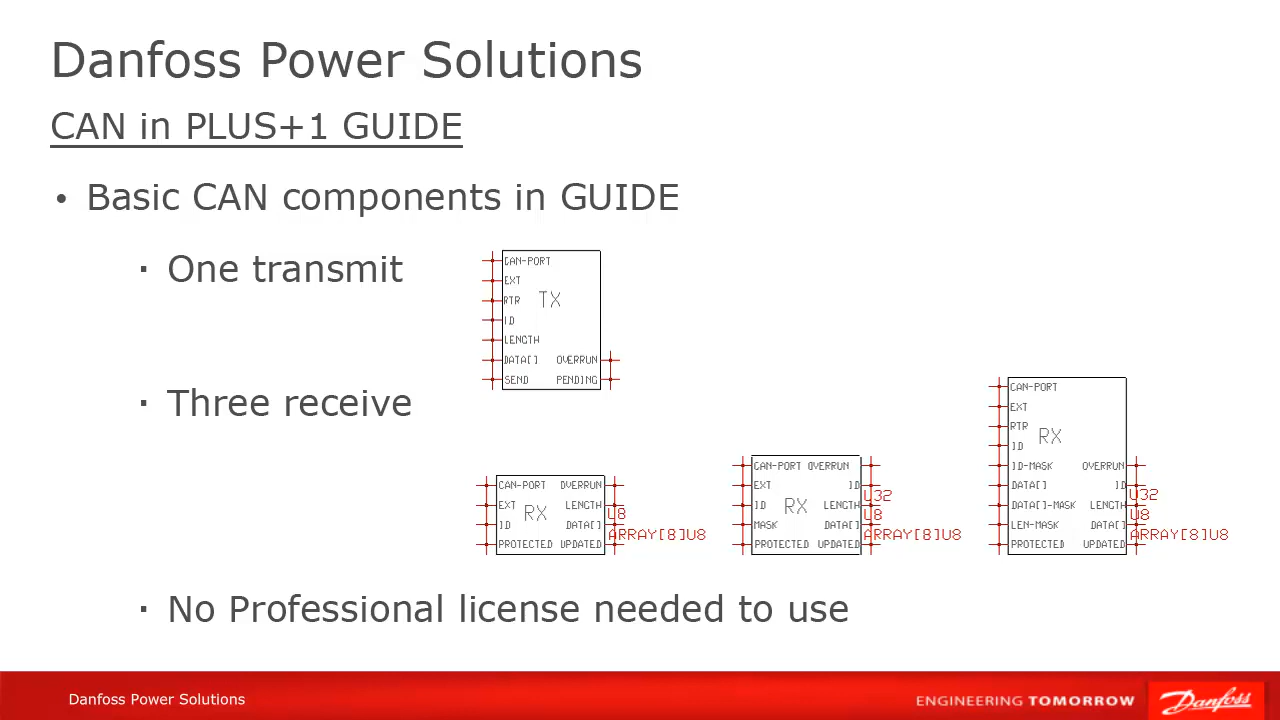 Danfoss Power Solutions
CAN in PLUS+1 GUIDE
• Basic CAN components in GUIDE
▪ One transmit
CAN-PORT
EXT
RTR TX
ID
LENGTH
DATA[] OVERRUN
SEND PENDING
▪ Three receive
CAN-PORT OVERRUN
EXT RX LENGTH U8
ID DATA[] ARRAY[8]U8
PROTECTED UPDATED
CAN-PORT OVERRUN
EXT ID U32
ID RX LENGTH U8
MASK DATA[] ARRAY[8]U8
PROTECTED UPDATED
CAN-PORT
EXT
RTR RX
ID
ID-MASK OVERRUN
DATA[] ID U32
DATA[]-MASK LENGTH U8
LEN-MASK DATA[] ARRAY[8]U8
PROTECTED UPDATED
▪ No Professional license needed to use
Danfoss Power Solutions
ENGINEERING TOMORROW
Danfoss